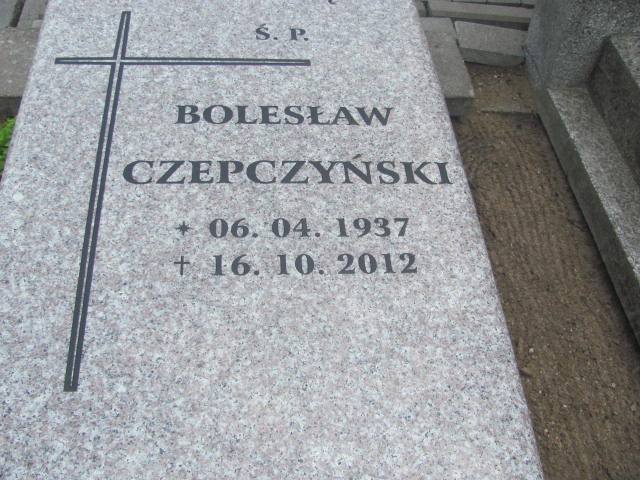 Ś. P.
BOLESŁAW
CZEPCZYŃSKI
✶ 06. 04. 1937
† 16. 10. 2012